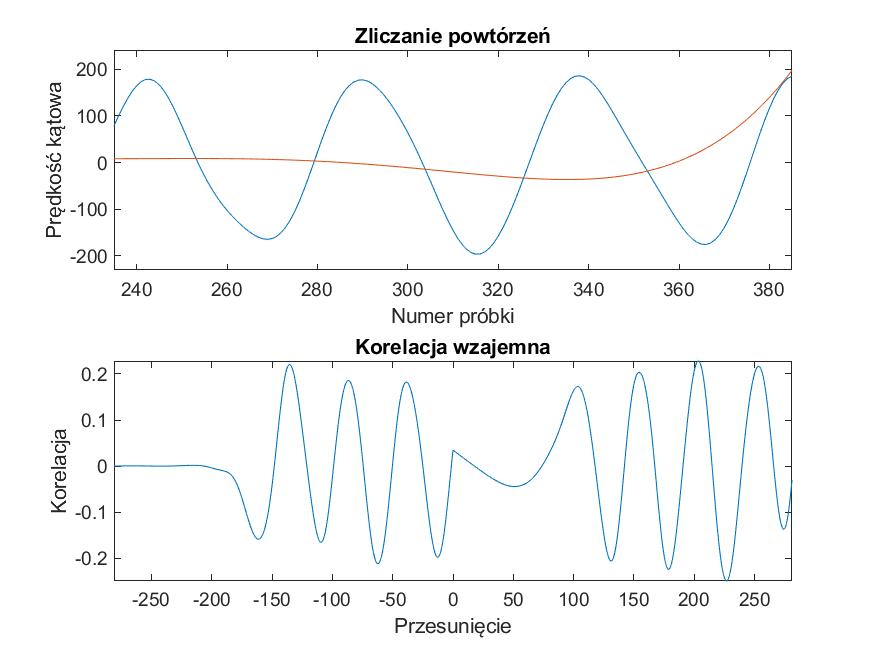 Zliczanie powtórzeń
200
100
0
-100
-200
Prędkość kątowa
240 260 280 300 320 340 360 380
Numer próbki
Korelacja wzajemna
0.2
0.1
0
-0.1
-0.2
Korelacja
-250 -200 -150 -100 -50 0 50 100 150 200 250
Przesunięcie